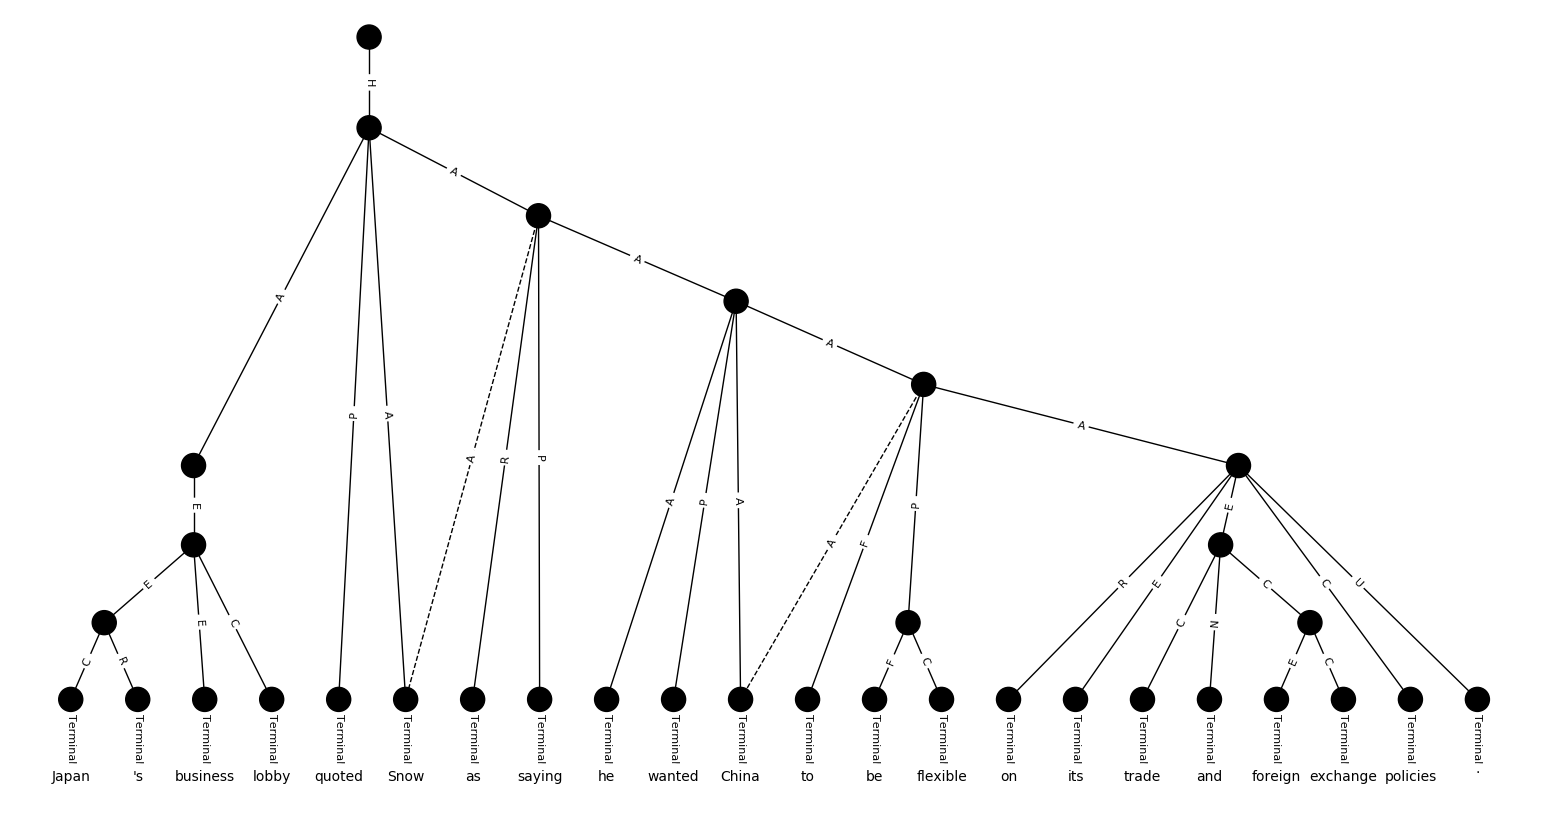 H
A
A
A
A
P
A
E
A
A
R
P
A
P
A
E
A
F
P
R
E
E
E
C
C
N
C
C
U
C
R
F
C
E
C
Terminal Terminal Terminal Terminal Terminal Terminal Terminal Terminal Terminal Terminal Terminal Terminal Terminal Terminal Terminal Terminal Terminal Terminal Terminal Terminal Terminal Terminal
Japan 's business lobby quoted Snow as saying he wanted China to be flexible on its trade and foreign exchange policies .